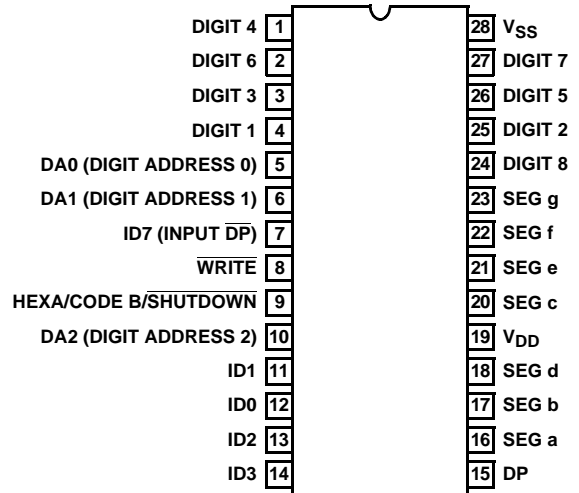 DIGIT 4 1 28 VSS
DIGIT 6 2 27 DIGIT 7
DIGIT 3 3 26 DIGIT 5
DIGIT 1 4 25 DIGIT 2
DA0 (DIGIT ADDRESS 0) 5 24 DIGIT 8
DA1 (DIGIT ADDRESS 1) 6 23 SEG g
ID7 (INPUT D̅P̅) 7 22 SEG f
W̅R̅I̅T̅E̅ 8 21 SEG e
HEXA/CODE B/S̅H̅U̅T̅D̅O̅W̅N̅ 9 20 SEG c
DA2 (DIGIT ADDRESS 2) 10 19 VDD
ID1 11 18 SEG d
ID0 12 17 SEG b
ID2 13 16 SEG a
ID3 14 15 DP